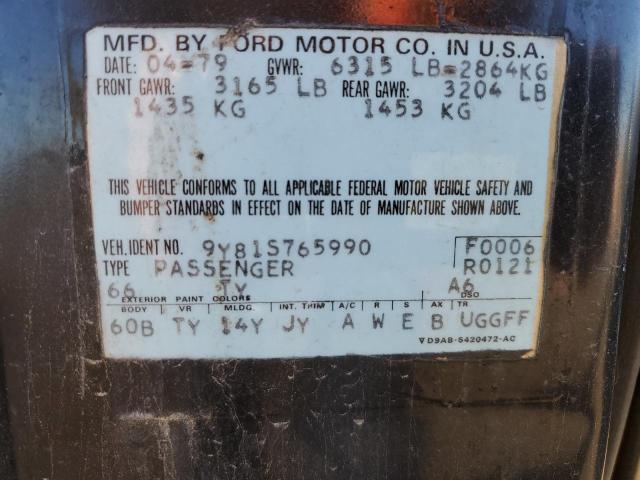 MFD. BY FORD MOTOR CO. IN U.S.A.
DATE: 04-79 GVWR: 6315 LB=2864KG
FRONT GAWR: 3165 LB REAR GAWR: 3204 LB
1435 KG 1453 KG
THIS VEHICLE CONFORMS TO ALL APPLICABLE FEDERAL MOTOR VEHICLE SAFETY AND
BUMPER STANDARDS IN EFFECT ON THE DATE OF MANUFACTURE SHOWN ABOVE.
VEH. IDENT NO. 9Y81S765990 F0006
TYPE PASSENGER R0121
66 TY A6
EXTERIOR PAINT COLORS DSO
BODY VR MLDG. INT. TRIM A/C R S AX TR
60B TY 14Y JY A W E B UGGFF
▽D9AB-5420472-AC